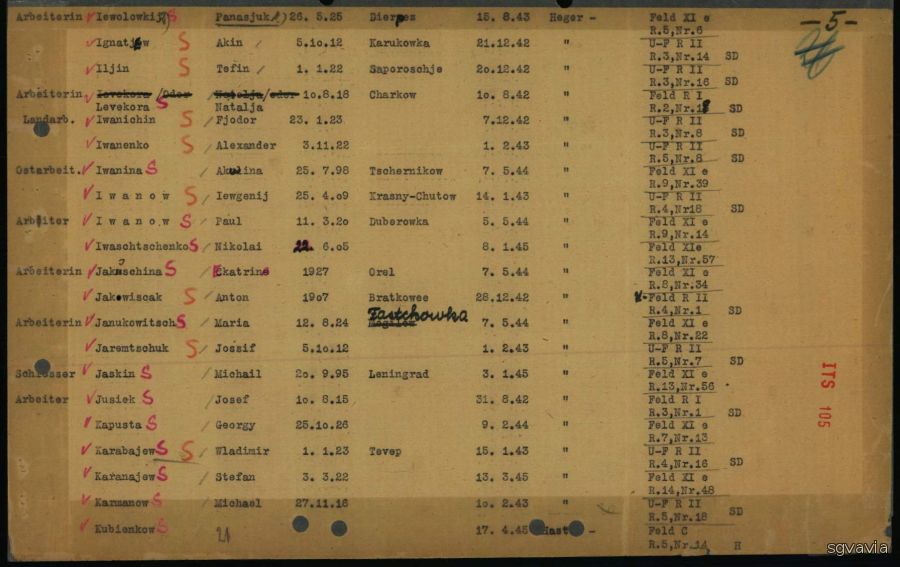 - 5 -
Arbeiterin Iewolowkij S Panasjuk 26. 5.25 Dierpes 15. 8.43 Heger - Feld XI e
R.5,Nr.6
Ignatjew S Akin 5.1o.12 Karukowka 21.12.42 " U-F R II
R.3,Nr.14 SD
Iljin S Tefin 1. 1.22 Saporoschje 2o.12.42 " U-F R II
R.3,Nr.16 SD
Arbeiterin 1o.8.18 Charkow 1o. 8.42 " Feld R I
Levekora S Natalja R.2,Nr. SD
Landarb. Iwanichin S Fjodor 23. 1.23 7.12.42 " U-F R II
R.3,Nr.8 SD
Iwanenko S Alexander 3.11.22 1. 2.43 " U-F R II
R.5,Nr.8 SD
Ostarbeit. Iwanina S Akulina 25. 7.98 Tschernikow 7. 5.44 " Feld XI e
R.9,Nr.39
I w a n o w S Iewgenij 25. 4.o9 Krasny-Chutow 14. 1.43 " U-F R II
R.4,Nr18 SD
Arbeiter I w a n o w S Paul 11. 3.2o Duberowka 5. 5.44 " Feld XI e
R.9,Nr.14
Iwaschtschenko S Nikolai 22. 6.o5 8. 1.45 " Feld XIe
R.13,Nr.57
Arbeiterin Jakuschina S Ekatrine 1927 Orel 7. 5.44 " Feld XI e
R.8,Nr.34
Jakowiscak S Anton 19o7 Bratkowee 28.12.42 " Feld R II
R.4,Nr.1 SD
Fastchowka
Arbeiterin Janukowitsch S Maria 12. 8.24 Mogilew 7. 5.44 " Feld XI e
R.8,Nr.22
Jaremtschuk S Jossif 5.1o.12 1. 2.43 " U-F R II
R.5,Nr.7 SD
Schlosser Jaskin S Michail 2o. 9.95 Leningrad 3. 1.45 " Feld XI e
R.13,Nr.56
Arbeiter Jusiek S Josef 1o. 8.15 31. 8.42 " Feld R I
R.3,Nr.1 SD
Kapusta S Georgy 25.1o.26 9. 2.44 " Feld XI e
R.7,Nr.13
Karabajew S S Wladimir 1. 1.23 Tevep 15. 1.43 " U-F R II
R.4,Nr.16 SD
Karanajew S Stefan 3. 3.22 13. 3.45 " Feld XI e
R.14,Nr.48
Karmanow S Michael 27.11.16 1o. 2.43 " U-F R II
R.5,Nr.18 SD
Kubienkow S 21 17. 4.45 Hast - Feld C
R.5,Nr.14 H
ITS 105
sgvavia